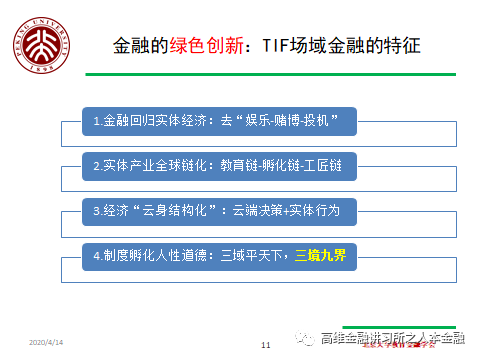 PEKING UNIVERSITY
1898
金融的绿色创新：TIF场域金融的特征
1.金融回归实体经济：去“娱乐-赌博-投机”
2.实体产业全球链化：教育链-孵化链-工匠链
3.经济“云身结构化”：云端决策+实体行为
4.制度孵化人性道德：三域平天下，三境九界
2020/4/14
11
高维金融讲习所之人本金融